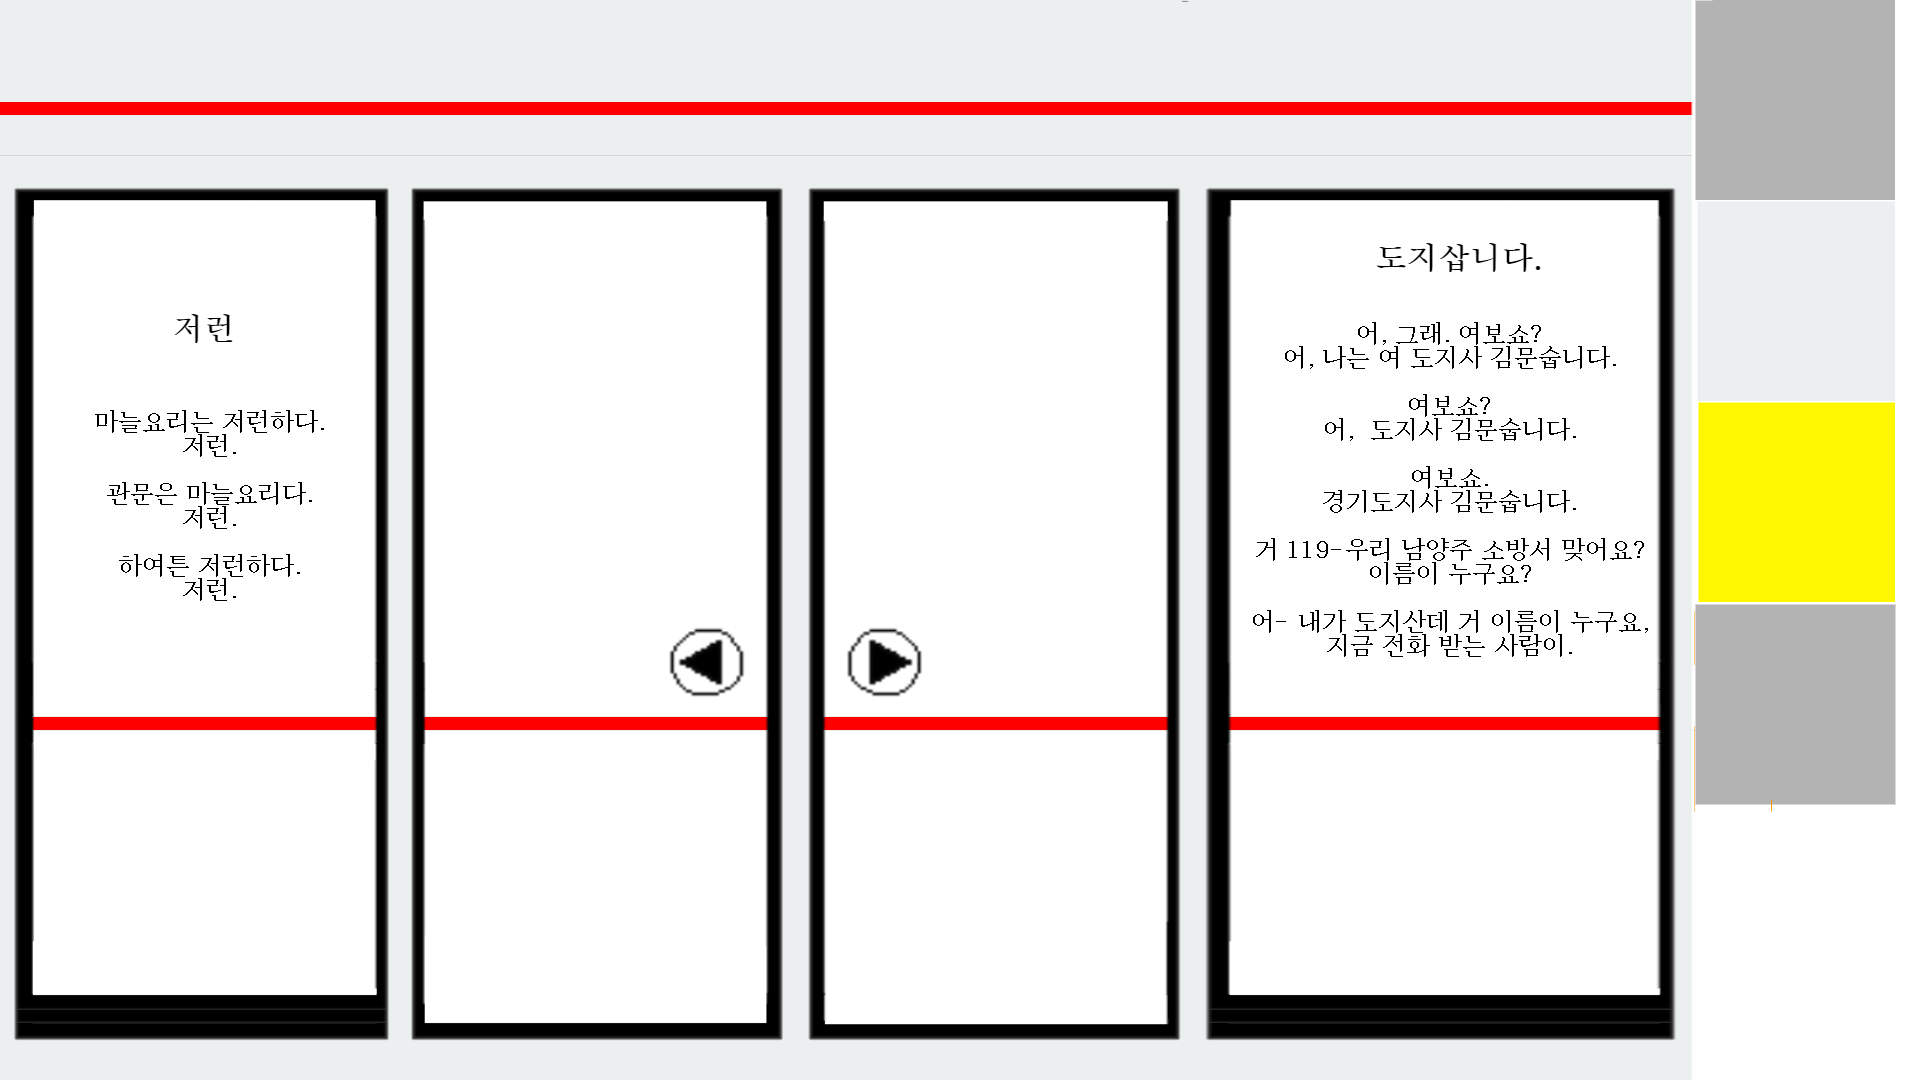 저런
마늘요리는 저런하다.
저런.
관문은 마늘요리다.
저런.
하여튼 저런하다.
저런.
도지삽니다.
어, 그래. 여보쇼?
어, 나는 여 도지사 김문숩니다.
여보쇼?
어, 도지사 김문숩니다.
여보쇼.
경기도지사 김문숩니다.
거 119-우리 남양주 소방서 맞어요?
이름이 누구요?
어- 내가 도지산데 거 이름이 누구요,
지금 전화 받는 사람이.